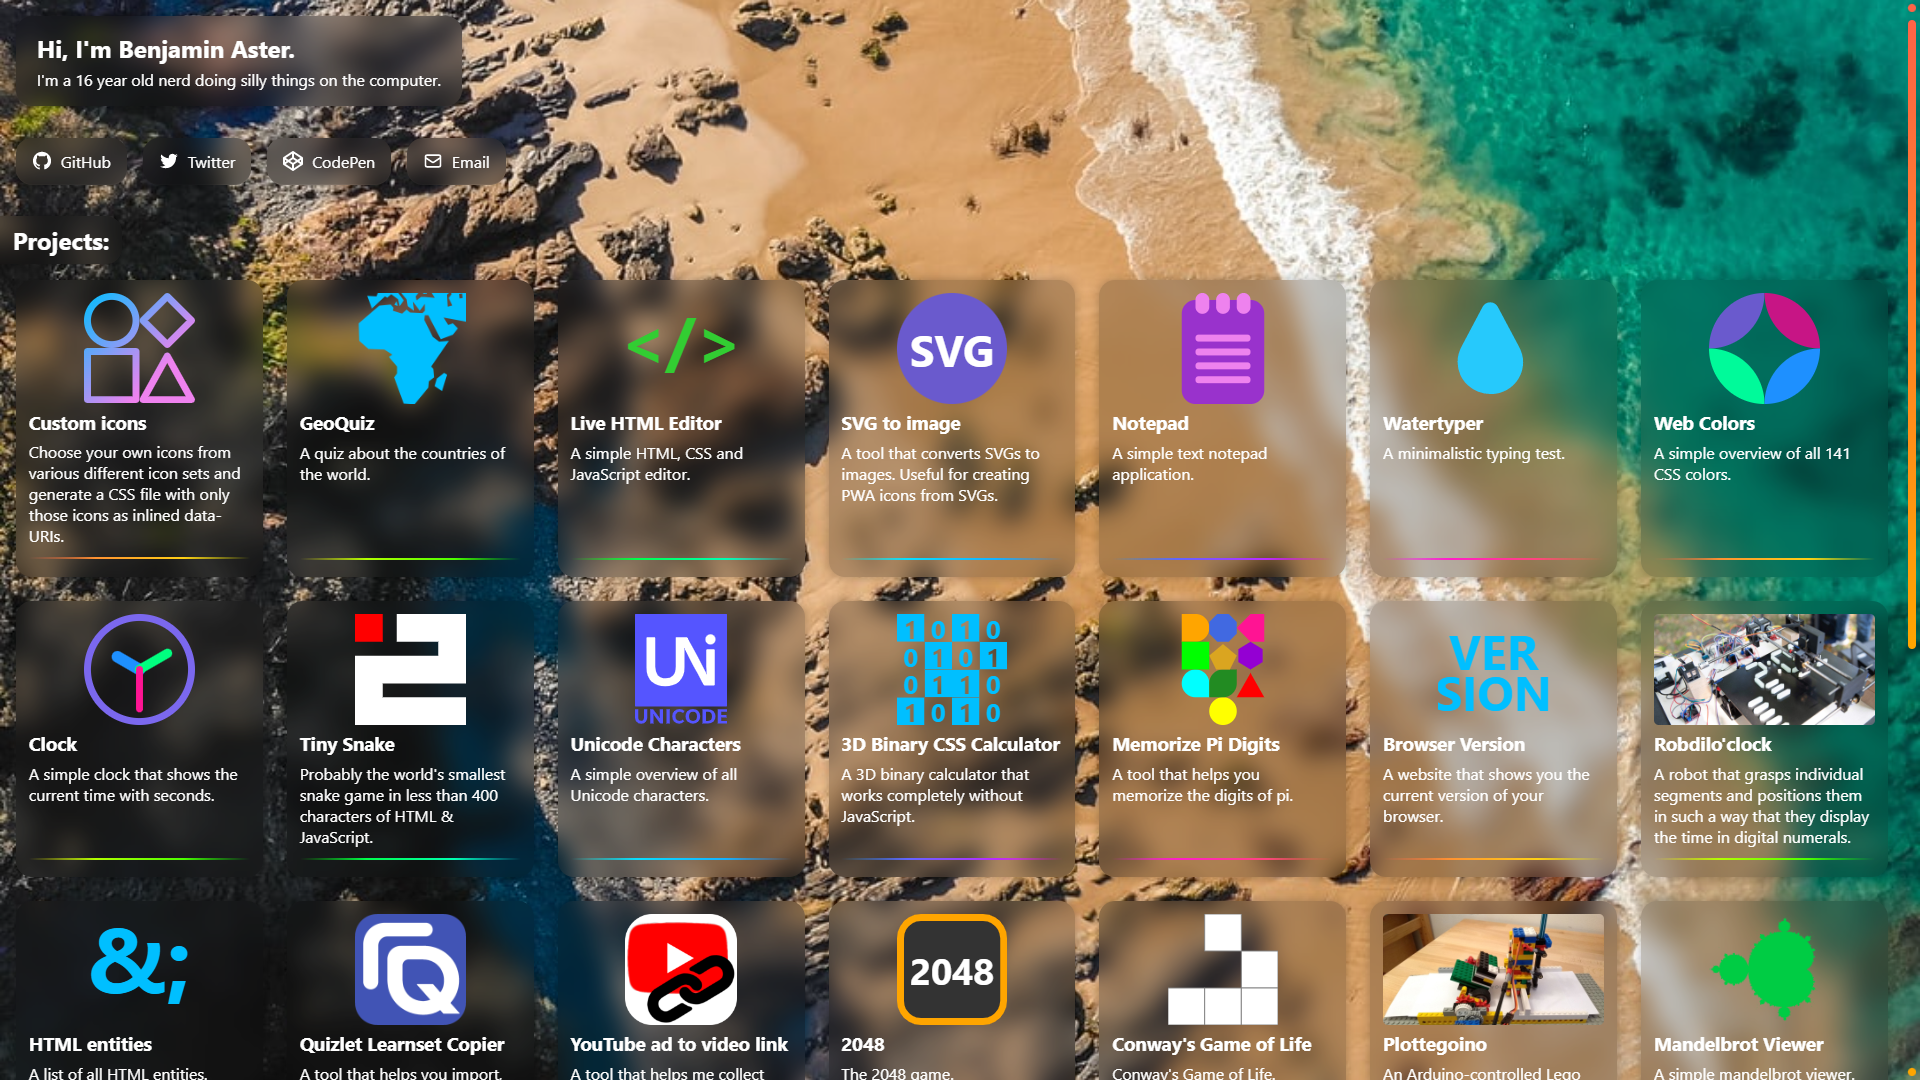 Hi, I'm Benjamin Aster.
I'm a 16 year old nerd doing silly things on the computer.
GitHub
Twitter
CodePen
Email
Projects:
Custom icons
Choose your own icons from
various different icon sets and
generate a CSS file with only
those icons as inlined data-
URIs.
GeoQuiz
A quiz about the countries of
the world.
</>
Live HTML Editor
A simple HTML, CSS and
JavaScript editor.
SVG
SVG to image
A tool that converts SVGs to
images. Useful for creating
PWA icons from SVGs.
Notepad
A simple text notepad
application.
Watertyper
A minimalistic typing test.
Web Colors
A simple overview of all 141
CSS colors.
Clock
A simple clock that shows the
current time with seconds.
Tiny Snake
Probably the world's smallest
snake game in less than 400
characters of HTML &
JavaScript.
UNi
UNICODE
Unicode Characters
A simple overview of all
Unicode characters.
1 0 1 0
0 1 0 1
0 1 1 0
1 0 1 0
3D Binary CSS Calculator
A 3D binary calculator that
works completely without
JavaScript.
Memorize Pi Digits
A tool that helps you
memorize the digits of pi.
VER
SION
Browser Version
A website that shows you the
current version of your
browser.
Robdilo'clock
A robot that grasps individual
segments and positions them
in such a way that they display
the time in digital numerals.
&;
HTML entities
A list of all HTML entities.
Q
Quizlet Learnset Copier
A tool that helps you import,
YouTube ad to video link
A tool that helps me collect
2048
2048
The 2048 game.
Conway's Game of Life
Conway's Game of Life.
Plottegoino
An Arduino-controlled Lego
Mandelbrot Viewer
A simple mandelbrot viewer.